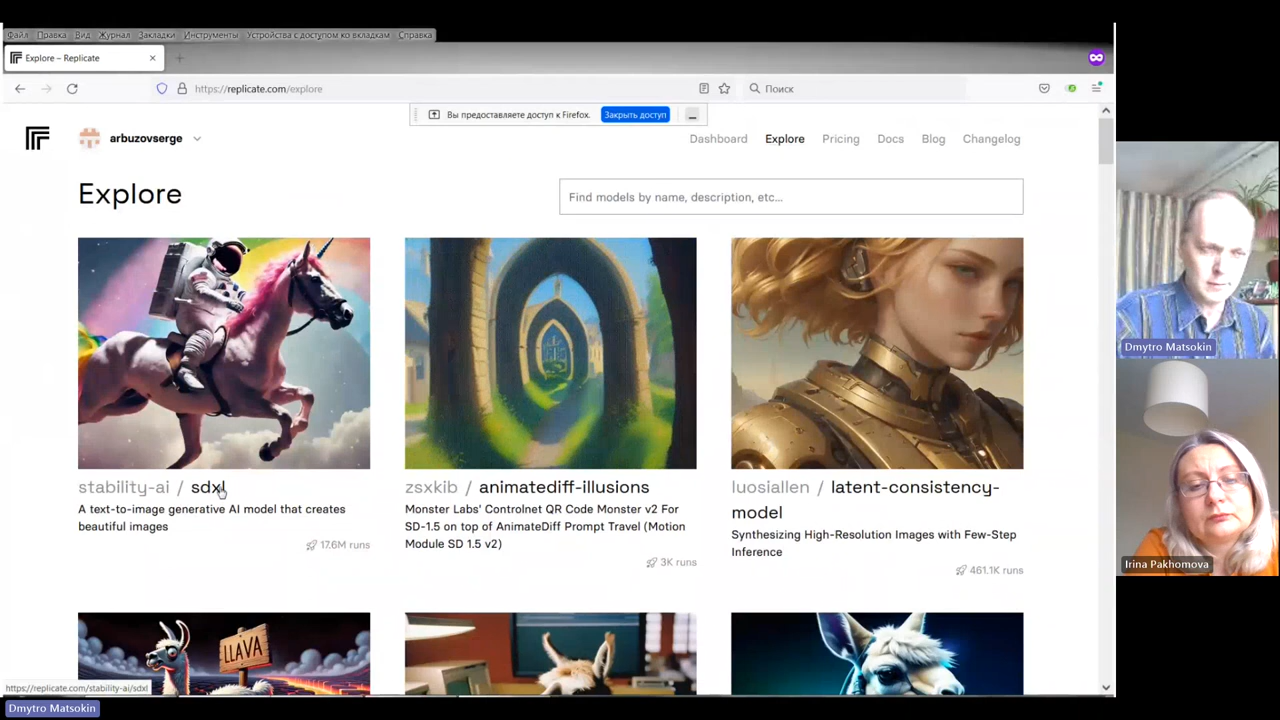 Файл Правка Вид Журнал Закладки Инструменты Устройства с доступом ко вкладкам Справка
Explore – Replicate
https://replicate.com/explore
Поиск
Вы предоставляете доступ к Firefox. Закрыть доступ
arbuzovserge
Dashboard Explore Pricing Docs Blog Changelog
Explore
Find models by name, description, etc...
stability-ai / sdxl
A text-to-image generative AI model that creates
beautiful images
17.6M runs
zsxkib / animatediff-illusions
Monster Labs' Controlnet QR Code Monster v2 For
SD-1.5 on top of AnimateDiff Prompt Travel (Motion
Module SD 1.5 v2)
3K runs
luosiallen / latent-consistency-
model
Synthesizing High-Resolution Images with Few-Step
Inference
461.1K runs
LLAVA
https://replicate.com/stability-ai/sdxl
Dmytro Matsokin
Dmytro Matsokin
Irina Pakhomova